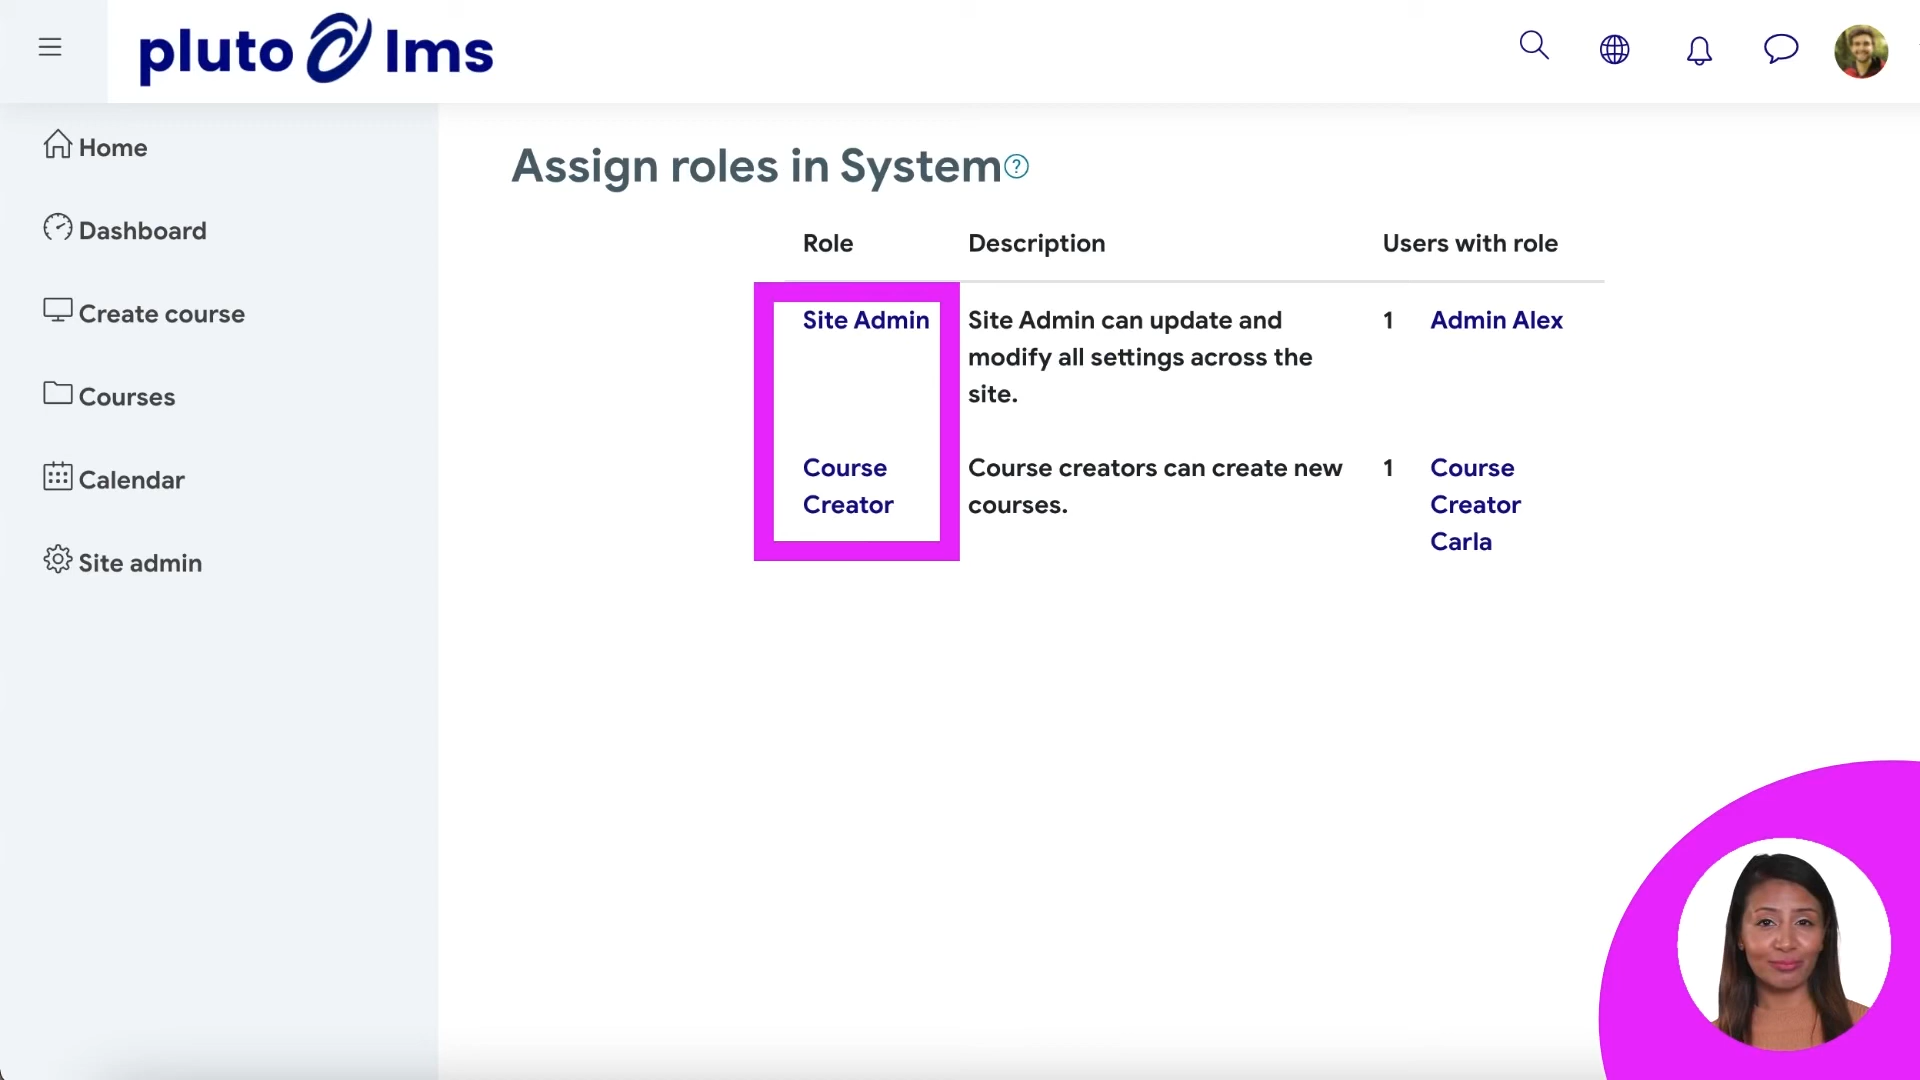 pluto lms
Home
Dashboard
Create course
Courses
Calendar
Site admin
Assign roles in System?
Role Description Users with role
Site Admin Site Admin can update and 1 Admin Alex
modify all settings across the
site.
Course Course creators can create new 1 Course
Creator courses. Creator
Carla